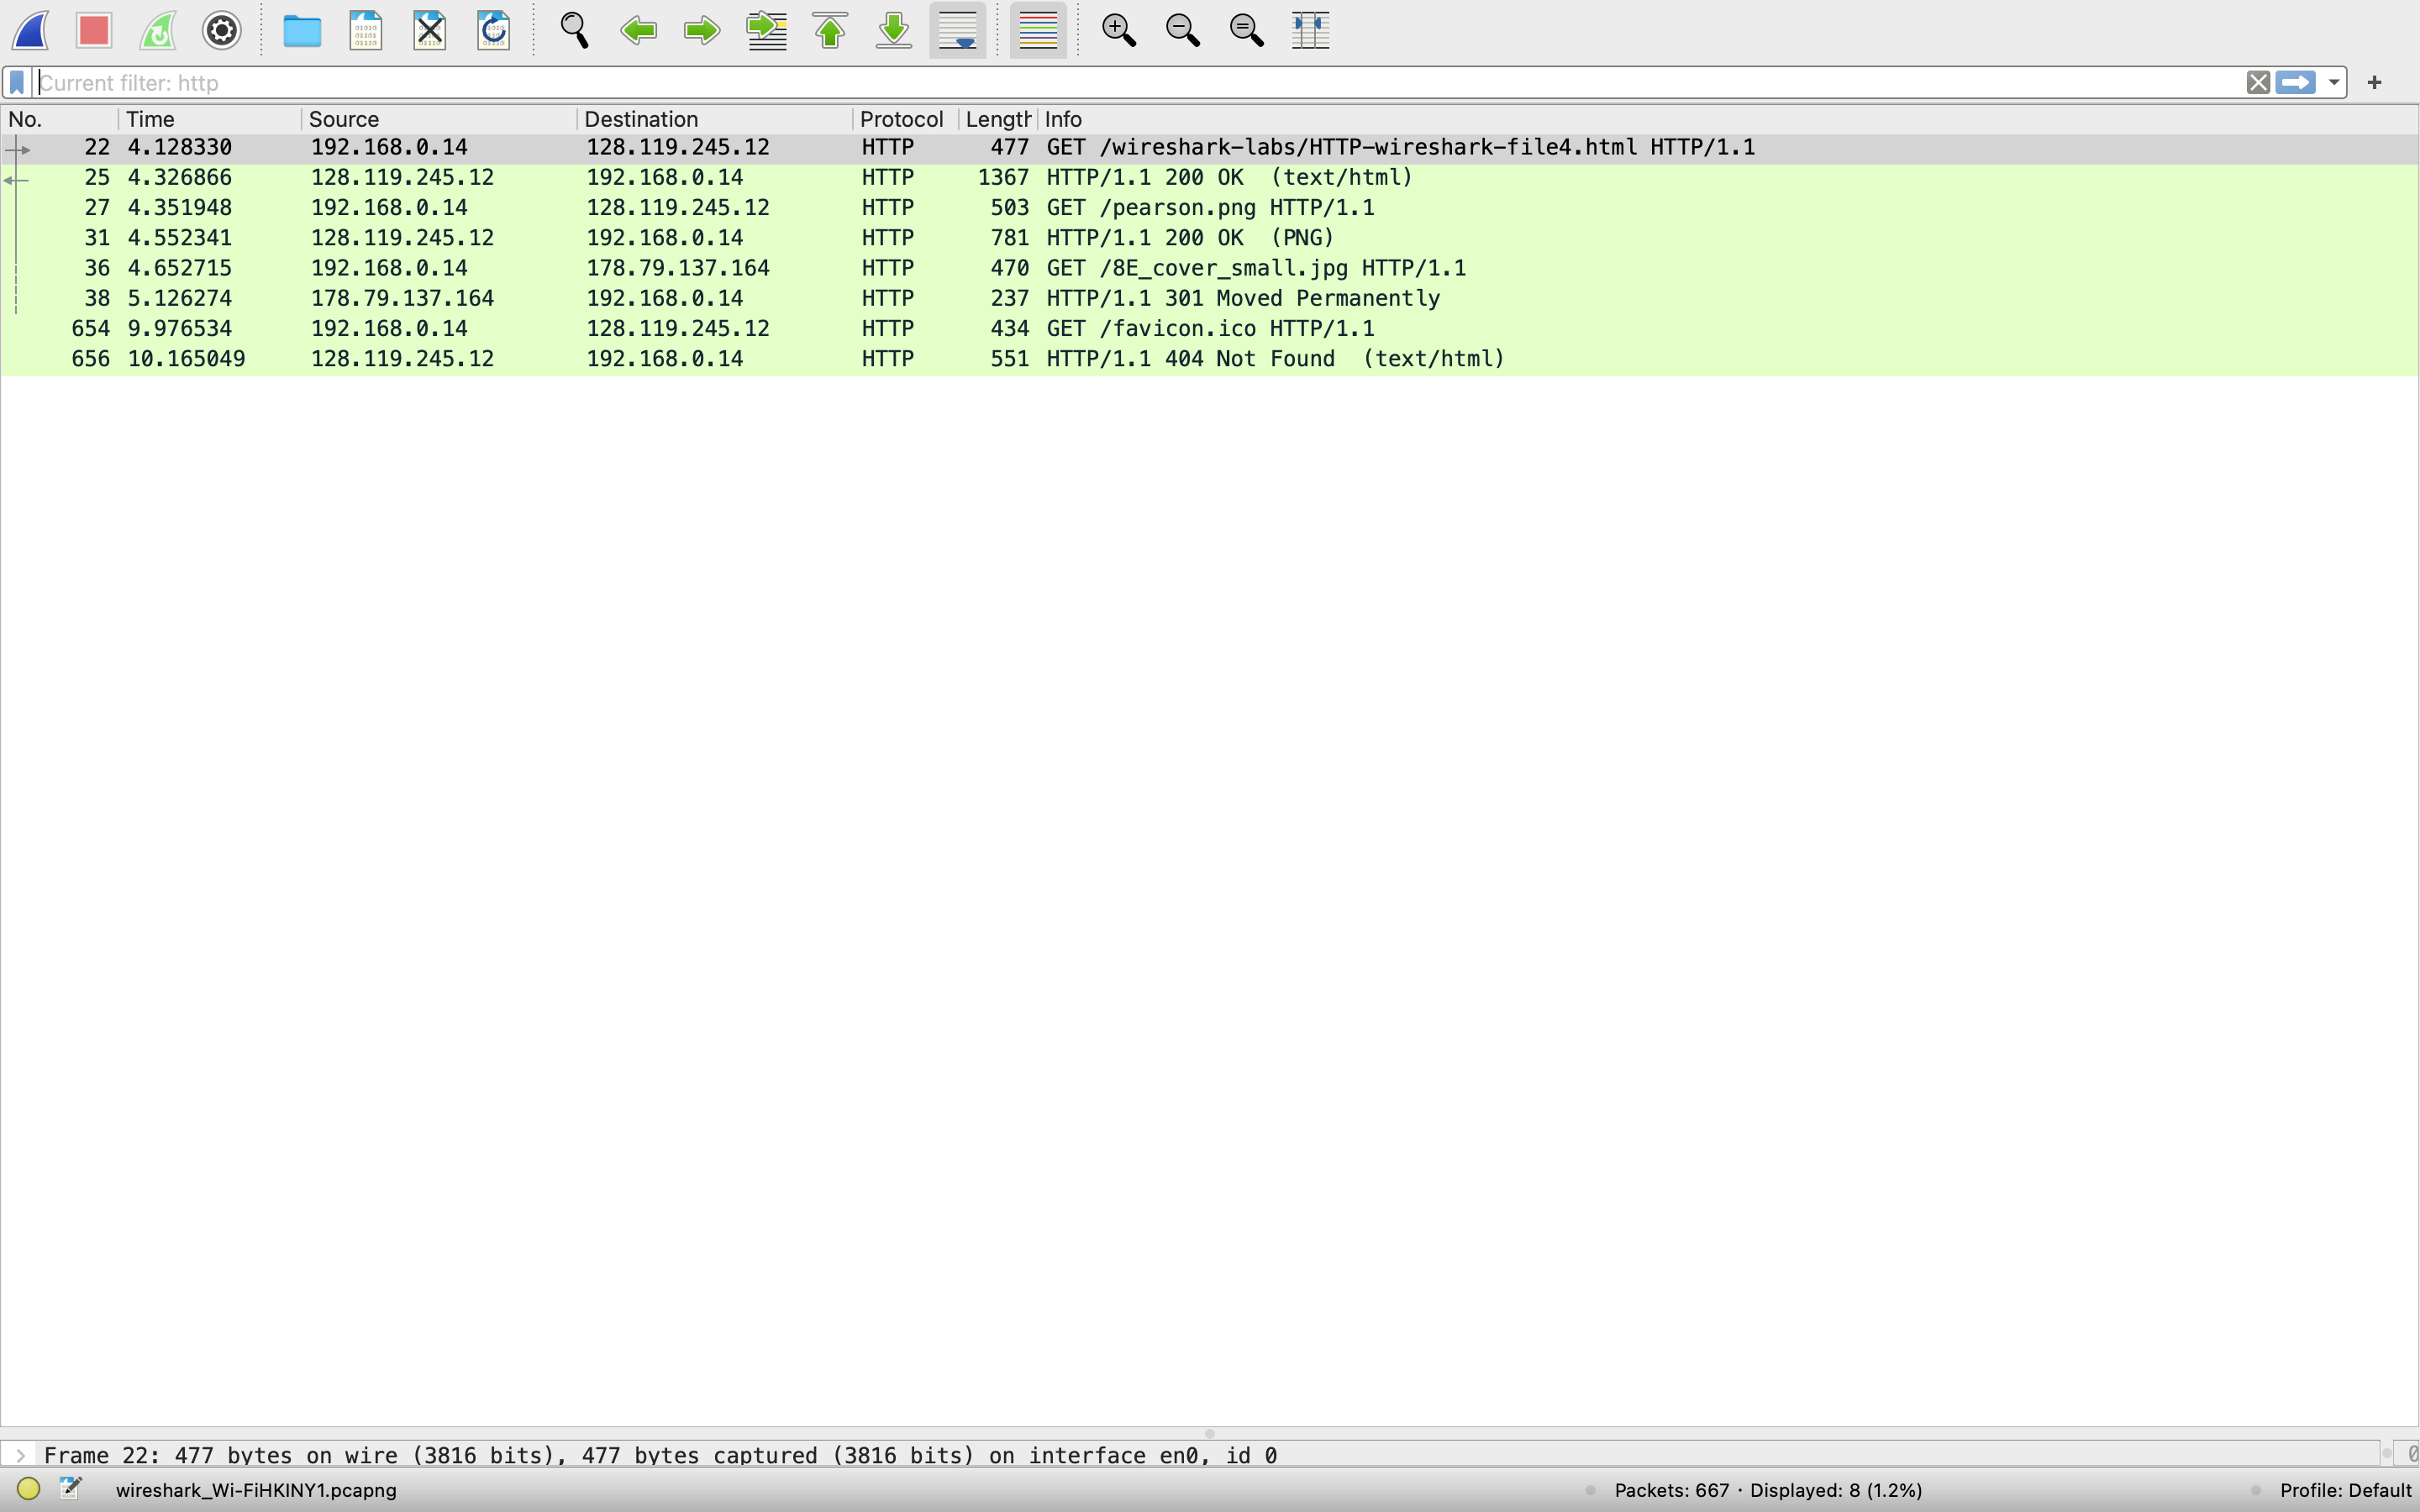 Current filter: http
No. Time Source Destination Protocol Length Info
22 4.128330 192.168.0.14 128.119.245.12 HTTP 477 GET /wireshark-labs/HTTP-wireshark-file4.html HTTP/1.1
25 4.326866 128.119.245.12 192.168.0.14 HTTP 1367 HTTP/1.1 200 OK (text/html)
27 4.351948 192.168.0.14 128.119.245.12 HTTP 503 GET /pearson.png HTTP/1.1
31 4.552341 128.119.245.12 192.168.0.14 HTTP 781 HTTP/1.1 200 OK (PNG)
36 4.652715 192.168.0.14 178.79.137.164 HTTP 470 GET /8E_cover_small.jpg HTTP/1.1
38 5.126274 178.79.137.164 192.168.0.14 HTTP 237 HTTP/1.1 301 Moved Permanently
654 9.976534 192.168.0.14 128.119.245.12 HTTP 434 GET /favicon.ico HTTP/1.1
656 10.165049 128.119.245.12 192.168.0.14 HTTP 551 HTTP/1.1 404 Not Found (text/html)
Frame 22: 477 bytes on wire (3816 bits), 477 bytes captured (3816 bits) on interface en0, id 0
wireshark_Wi-FiHKINY1.pcapng Packets: 667 · Displayed: 8 (1.2%) Profile: Default